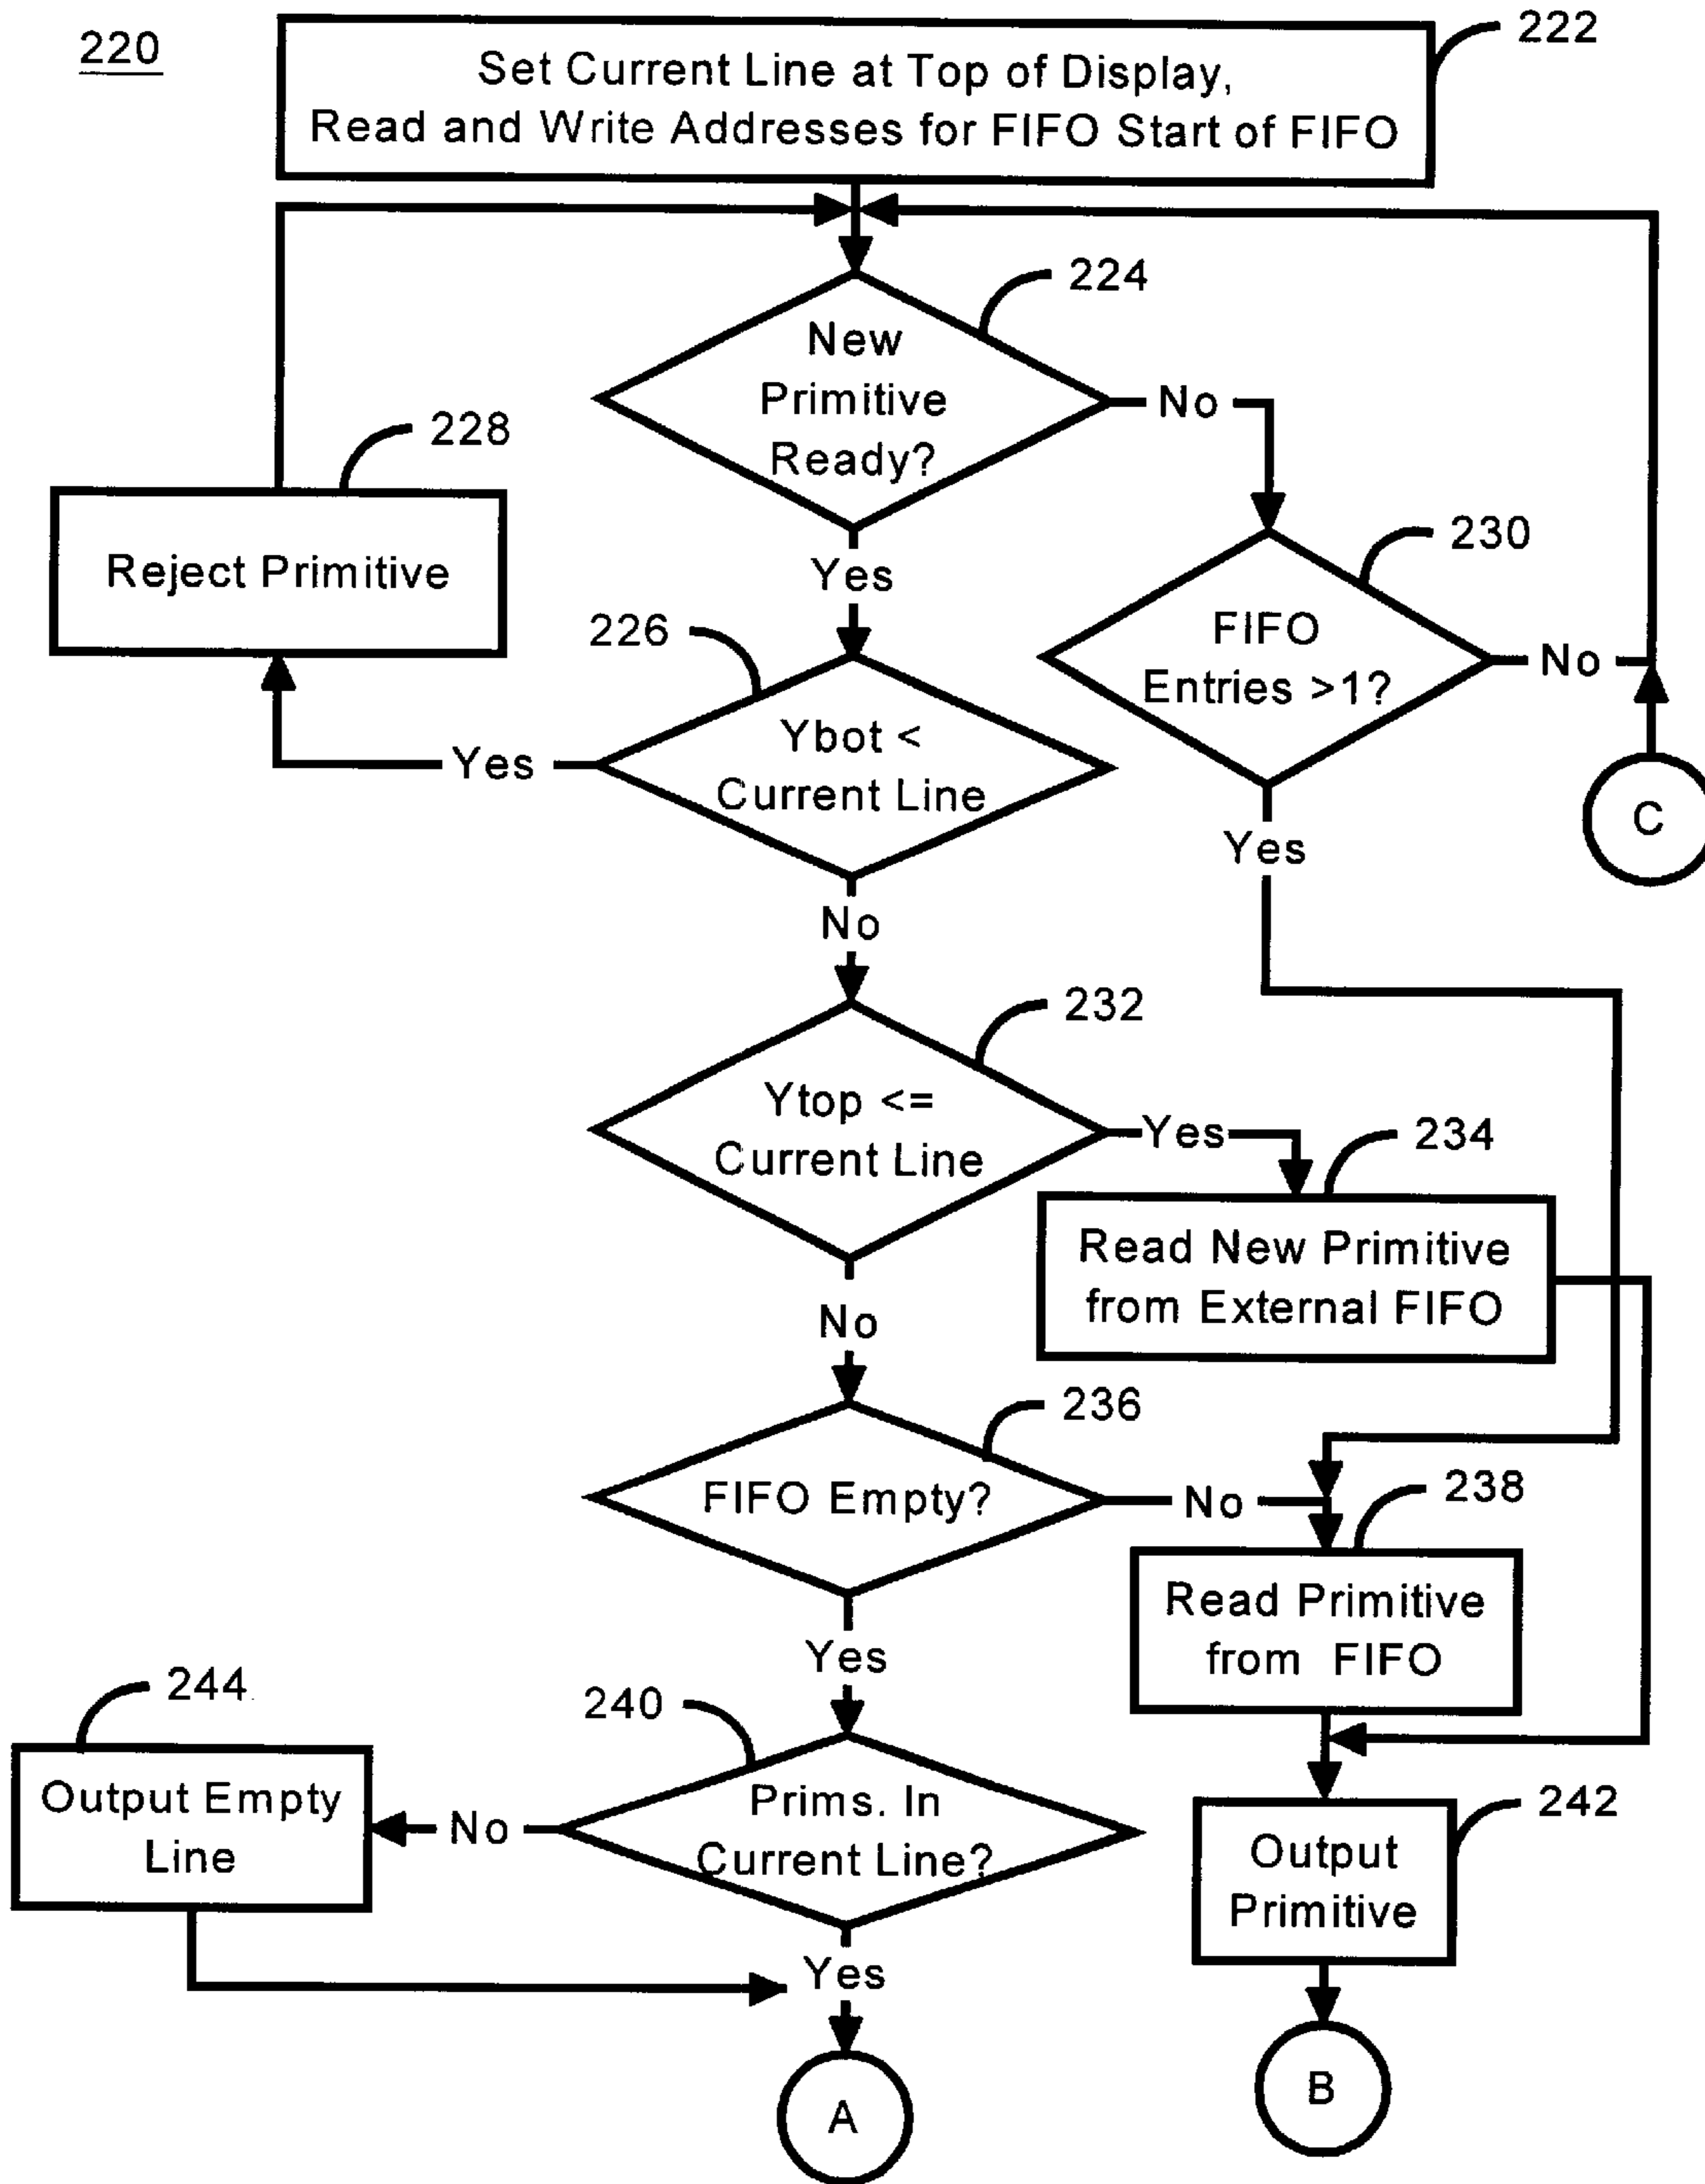 220
222
Set Current Line at Top of Display,
Read and Write Addresses for FIFO Start of FIFO
224
New
Primitive
Ready?
No
Yes
228
Reject Primitive
230
FIFO
Entries >1?
No
Yes
C
226
Ybot <
Current Line
Yes
No
232
Ytop <=
Current Line
Yes
No
234
Read New Primitive
from External FIFO
236
FIFO Empty?
No
Yes
238
Read Primitive
from FIFO
240
Prims. In
Current Line?
No
Yes
244
Output Empty
Line
242
Output
Primitive
A
B